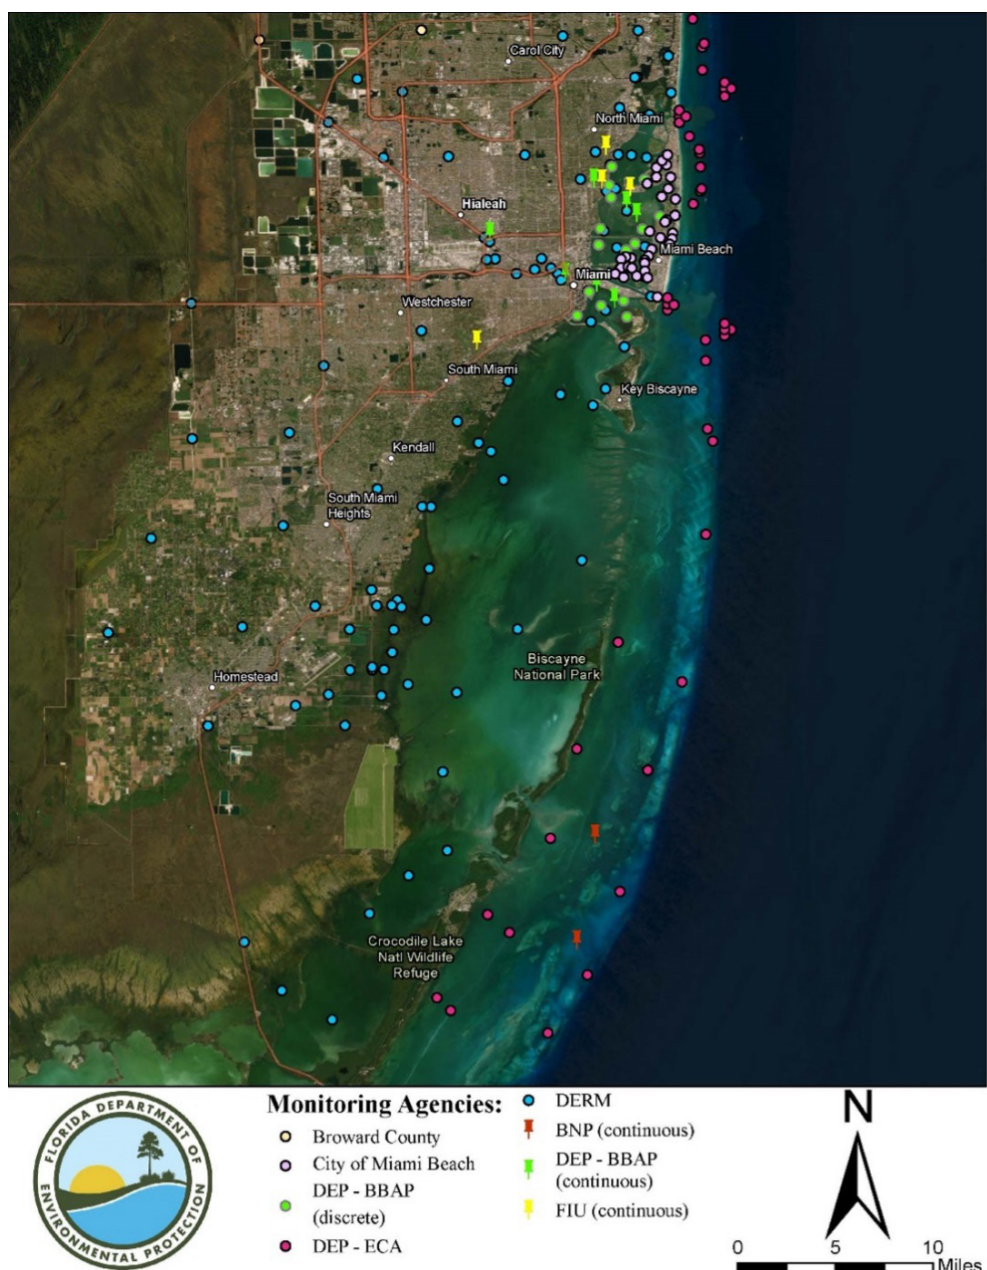 Carol City
North Miami
Hialeah
Miami Beach
Miami
Westchester
South Miami
Key Biscayne
Kendall
South Miami
Heights
Biscayne
National Park
Homestead
Crocodile Lake
Natl Wildlife
Refuge
FLORIDA DEPARTMENT OF
ENVIRONMENTAL PROTECTION
Monitoring Agencies:
Broward County
City of Miami Beach
DEP - BBAP
(discrete)
DEP - ECA
DERM
BNP (continuous)
DEP - BBAP
(continuous)
FIU (continuous)
N
0 5 10
Miles